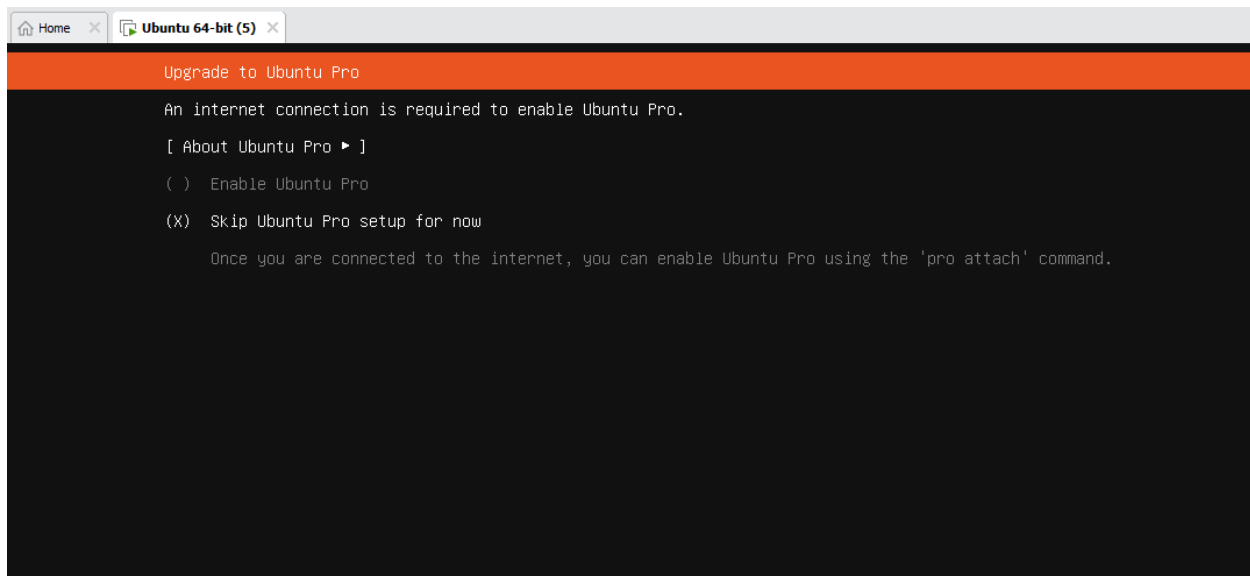 Home
Ubuntu 64-bit (5)
Upgrade to Ubuntu Pro
An internet connection is required to enable Ubuntu Pro.
[ About Ubuntu Pro ▸ ]
( ) Enable Ubuntu Pro
(X) Skip Ubuntu Pro setup for now
Once you are connected to the internet, you can enable Ubuntu Pro using the 'pro attach' command.